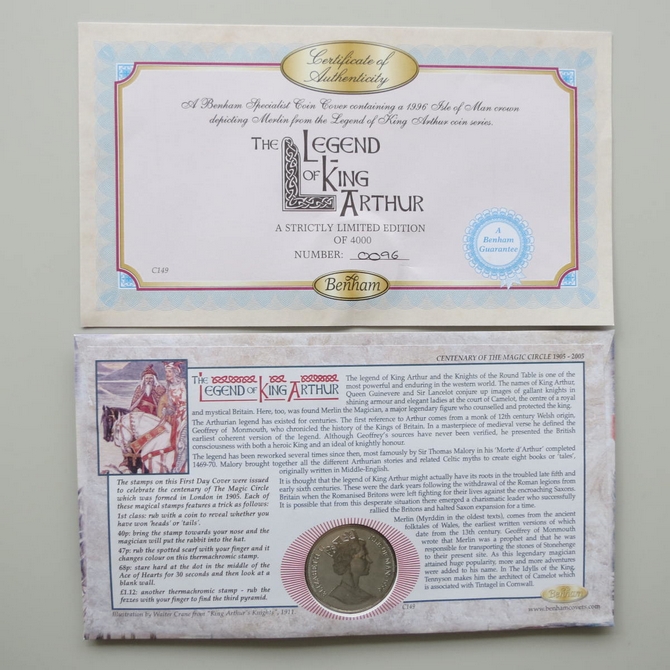 Certificate of
Authenticity
A Benham Specialist Coin Cover containing a 1996 Isle of Man crown
depicting Merlin from the Legend of King Arthur coin series.
THE LEGEND
OF KING
ARTHUR
A STRICTLY LIMITED EDITION
OF 4000
NUMBER: 0096
A
Benham
Guarantee
C149
Benham
CENTENARY OF THE MAGIC CIRCLE 1905 - 2005
THE LEGEND OF KING ARTHUR
The legend of King Arthur and the Knights of the Round Table is one of the
most powerful and enduring in the western world. The names of King Arthur,
Queen Guinevere and Sir Lancelot conjure up images of gallant knights in
shining armour and elegant ladies at the court of Camelot, the centre of a royal
and mystical Britain. Here, too, was found Merlin the Magician, a major legendary figure who counselled and protected the king.
The Arthurian legend has existed for centuries. The first reference to Arthur comes from a monk of 12th century Welsh origin,
Geoffrey of Monmouth, who chronicled the history of the Kings of Britain. In a masterpiece of medieval verse he defined the
earliest coherent version of the legend. Although Geoffrey's sources have never been verified, he presented the British
consciousness with both a heroic King and an ideal of knightly honour.
The legend has been reworked several times since then, most famously by Sir Thomas Malory in his 'Morte d'Arthur' completed
1469-70. Malory brought together all the different Arthurian stories and related Celtic myths to create eight books or 'tales',
originally written in Middle-English.
The stamps on this First Day Cover were issued
to celebrate the centenary of The Magic Circle
which was formed in London in 1905. Each of
these magical stamps features a trick as follows:
1st class: rub with a coin to reveal whether you
have won 'heads' or 'tails'.
40p: bring the stamp towards your nose and the
magician will put the rabbit into the hat.
47p: rub the spotted scarf with your finger and it
changes colour on this thermachromic stamp.
68p: stare hard at the dot in the middle of the
Ace of Hearts for 30 seconds and then look at a
blank wall.
£1.12: another thermachromic stamp - rub the
fezzes with your finger to find the third pyramid.
It is thought the legend of King Arthur might actually have its roots in the troubled late fifth and
early sixth centuries. These were the dark years following the withdrawal of the Roman legions from
Britain when the Romanised Britons were left fighting for their lives against the encroaching Saxons.
It is possible that from this desperate situation there emerged a charismatic leader who successfully
rallied the Britons and halted Saxon expansion for a time.
Merlin (Myrddin in the oldest texts), comes from the ancient
folktales of Wales, the earliest written versions of which
date from the 13th century. Geoffrey of Monmouth
wrote that Merlin was a prophet and that he was
responsible for transporting the stones of Stonehenge
to their present site. As this legendary magician
attained hugh popularity, more and more adventures
were added to his name. In The Idylls of the King,
Tennyson makes him the architect of Camelot which
is associated with Tintagel in Cornwall.
ELIZABETH II
ISLE OF MAN
Illustration by Walter Crane from "King Arthur's Knights", 1911.
C149
Benham
www.benhamcovers.com